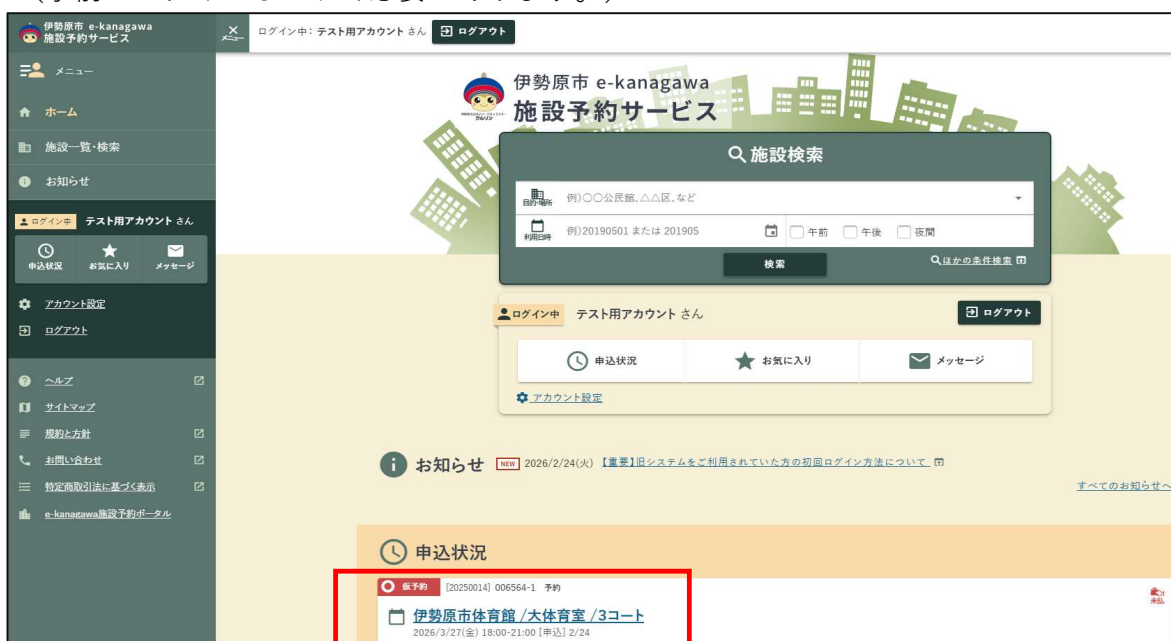 伊勢原市 e-kanagawa
施設予約サービス
メニュー
ホーム
施設一覧・検索
お知らせ
ログイン中 テスト用アカウント さん
申込状況 お気に入り メッセージ
アカウント設定
ログアウト
ヘルプ
サイトマップ
規約と方針
お問い合わせ
特定商取引法に基づく表示
e-kanagawa施設予約ポータル
メニュー
ログイン中: テスト用アカウント さん ログアウト
伊勢原市 e-kanagawa
施設予約サービス
クルリン
施設検索
目的・場所 例)○○公民館、△△区、など
利用日時 例)20190501 または 201905 午前 午後 夜間
検索 ほかの条件検索
ログイン中 テスト用アカウント さん ログアウト
申込状況 お気に入り メッセージ
アカウント設定
お知らせ NEW 2026/2/24(火) 【重要】旧システムをご利用されていた方の初回ログイン方法について
すべてのお知らせへ
申込状況
仮予約 [20250014] 006564-1 予約
未払
伊勢原市体育館 /大体育室 /3コート
2026/3/27(金) 18:00-21:00 [申込] 2/24